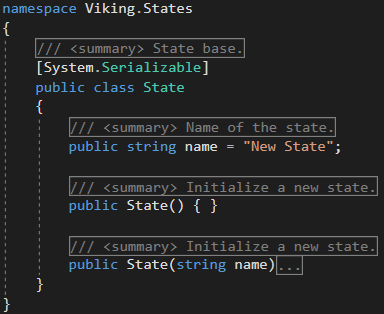 namespace Viking.States
{
/// <summary> State base.
[System.Serializable]
public class State
{
/// <summary> Name of the state.
public string name = "New State";
/// <summary> Initialize a new state.
public State() { }
/// <summary> Initialize a new state.
public State(string name)...
}
}